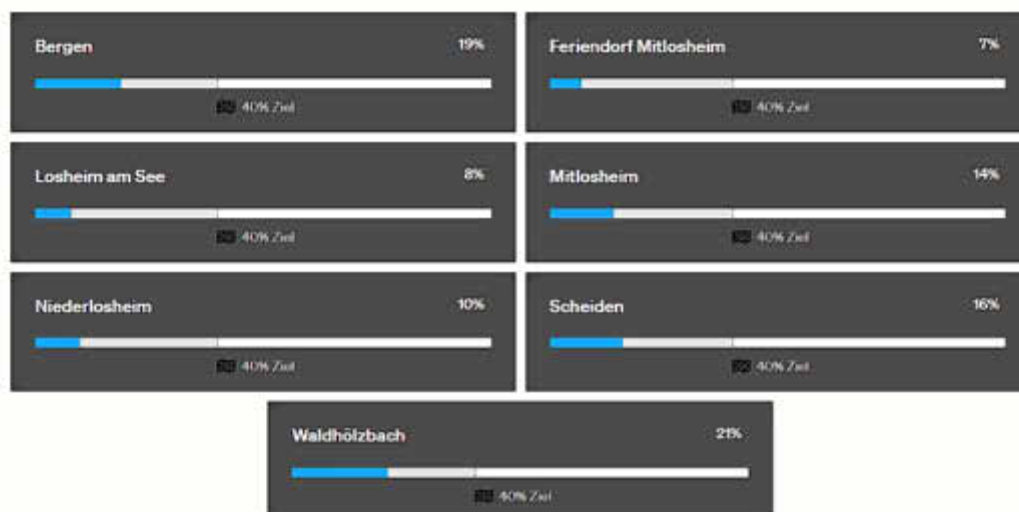 Bergen 19%
40% Ziel
Feriendorf Mitlosheim 7%
40% Ziel
Losheim am See 8%
40% Ziel
Mitlosheim 14%
40% Ziel
Niederlosheim 10%
40% Ziel
Scheiden 16%
40% Ziel
Waldhölzbach 21%
40% Ziel